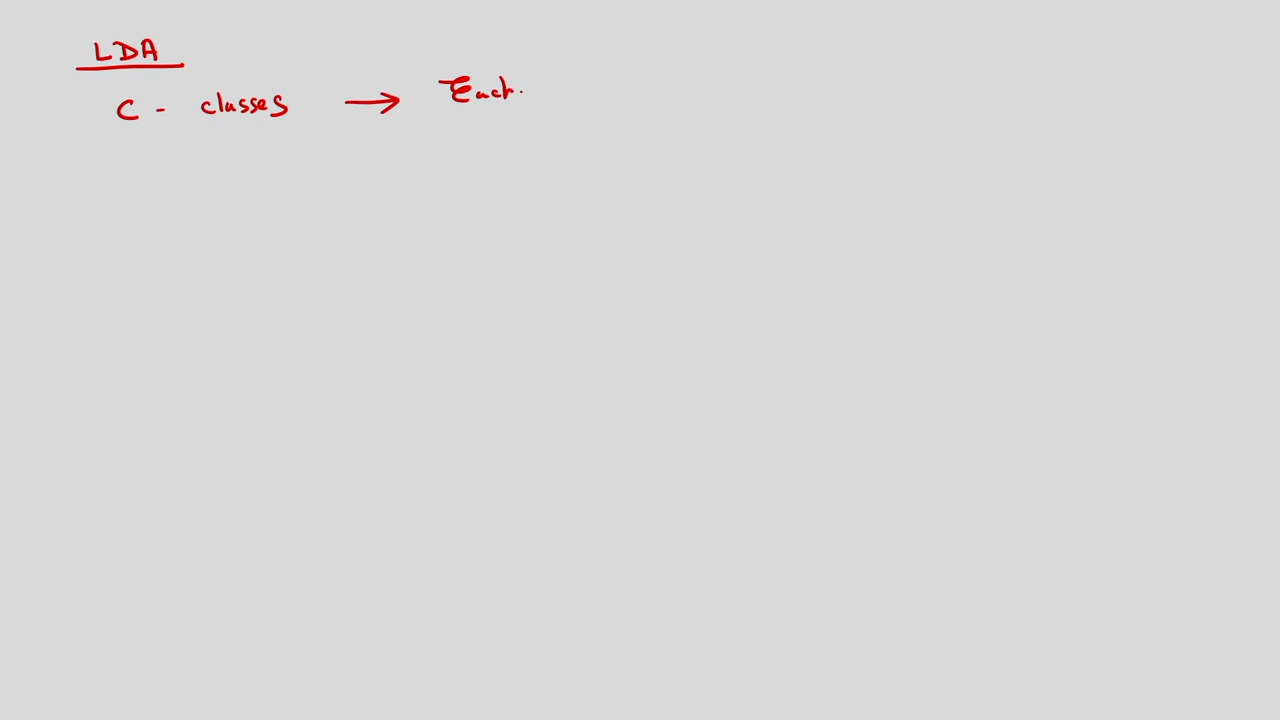 LDA
C - classes → Each.